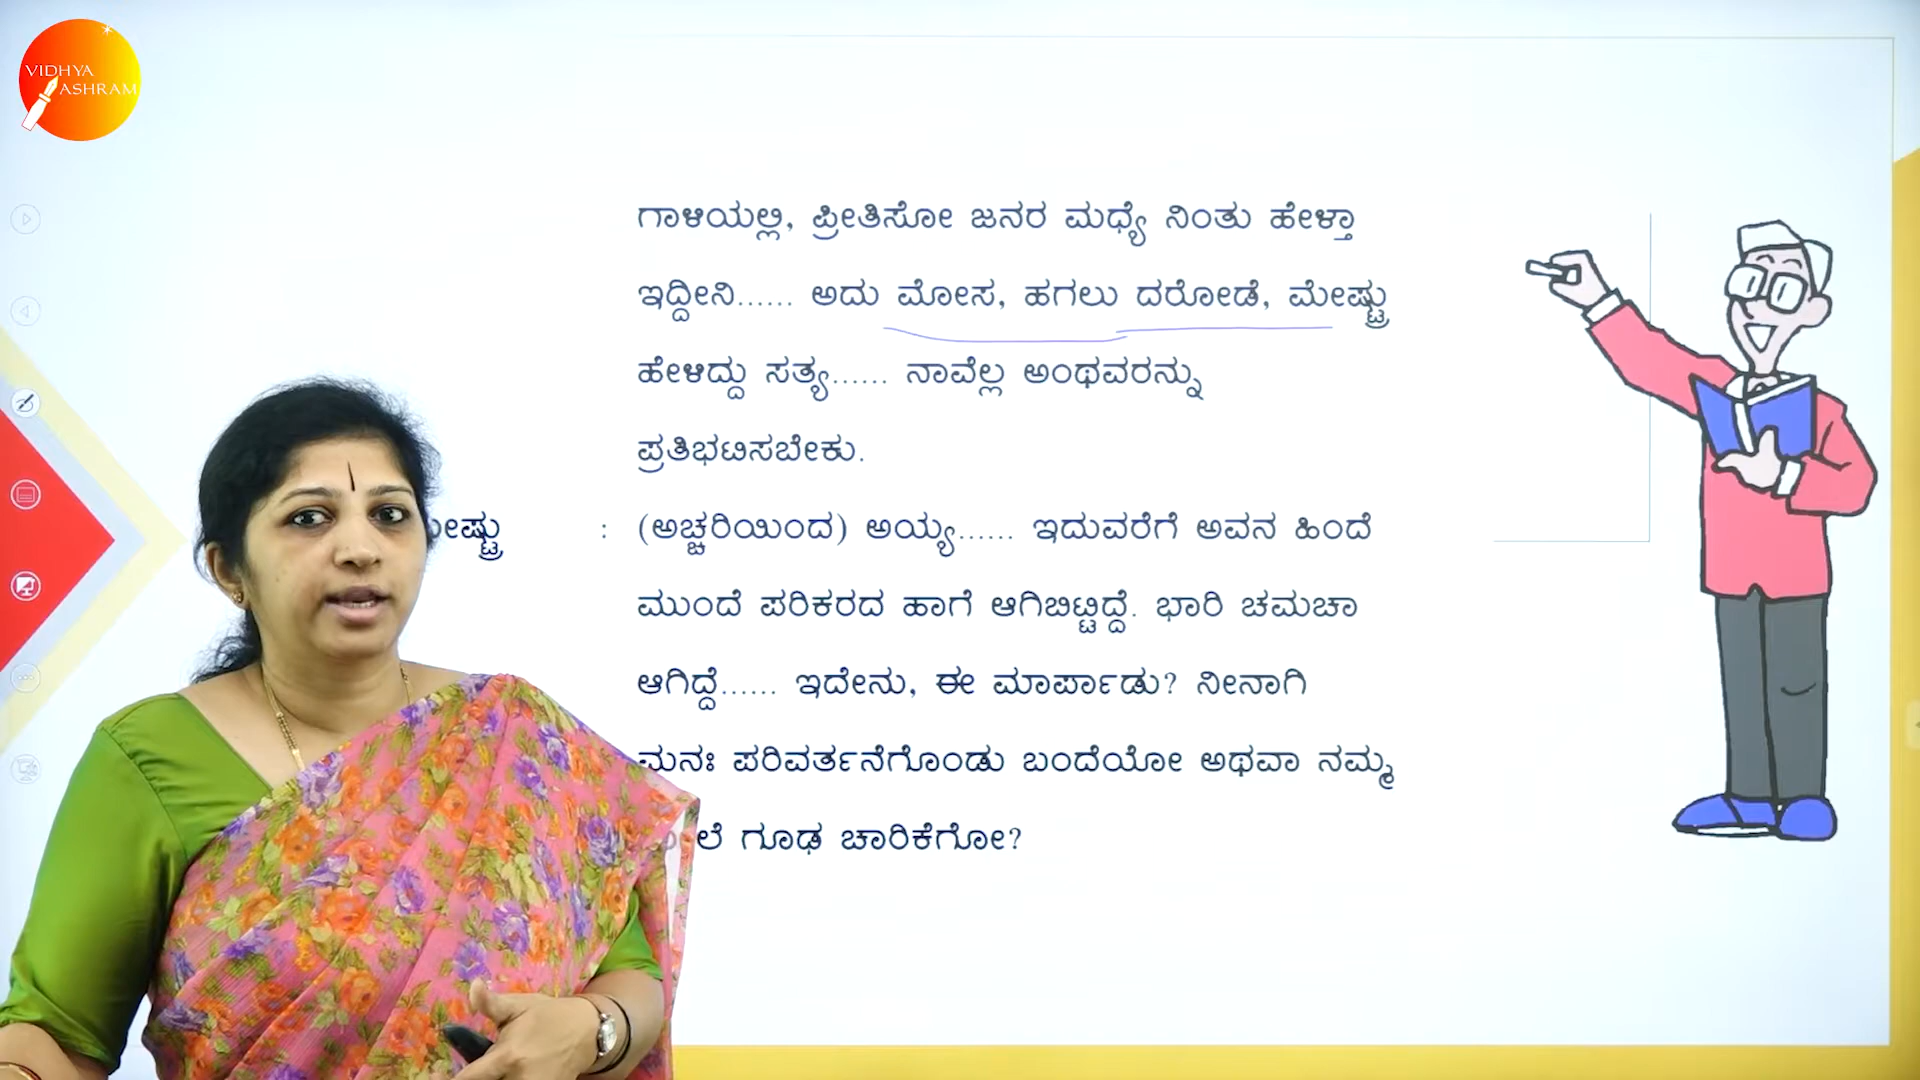 VIDHYA
ASHRAM
ಗಾಳಿಯಲ್ಲಿ, ಪ್ರೀತಿಸೋ ಜನರ ಮಧ್ಯೆ ನಿಂತು ಹೇಳ್ತಾ
ಇದ್ದೀನಿ...... ಅದು ಮೋಸ, ಹಗಲು ದರೋಡೆ, ಮೇಷ್ಟ್ರು
ಹೇಳಿದ್ದು ಸತ್ಯ...... ನಾವೆಲ್ಲ ಅಂಥವರನ್ನು
ಪ್ರತಿಭಟಿಸಬೇಕು.
: (ಅಚ್ಚರಿಯಿಂದ) ಅಯ್ಯ...... ಇದುವರೆಗೆ ಅವನ ಹಿಂದೆ
ಮುಂದೆ ಪರಿಕರದ ಹಾಗೆ ಆಗಿಬಿಟ್ಟಿದ್ದೆ. ಭಾರಿ ಚಮಚಾ
ಆಗಿದ್ದೆ...... ಇದೇನು, ಈ ಮಾರ್ಪಾಡು? ನೀನಾಗಿ
ಮನಃ ಪರಿವರ್ತನೆಗೊಂಡು ಬಂದೆಯೋ ಅಥವಾ ನಮ್ಮ
ಗೂಢ ಚಾರಿಕೆಗೋ?